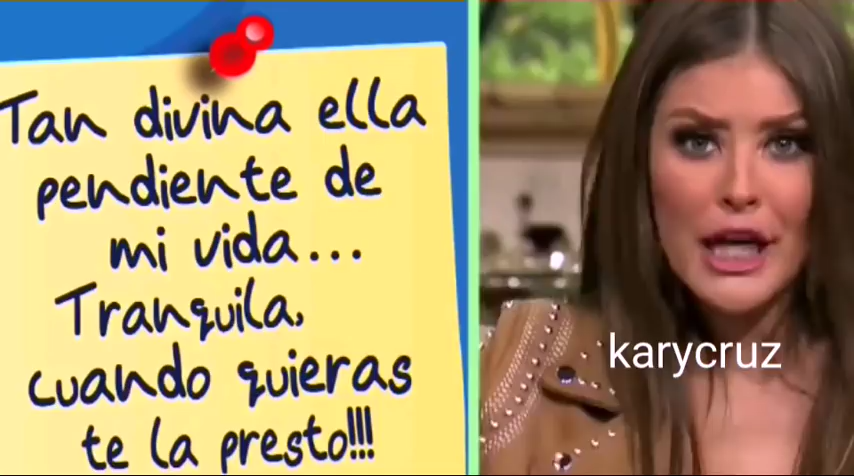 Tan divina ella
pendiente de
mi vida...
Tranquila,
cuando quieras
te la presto!!!
karycruz